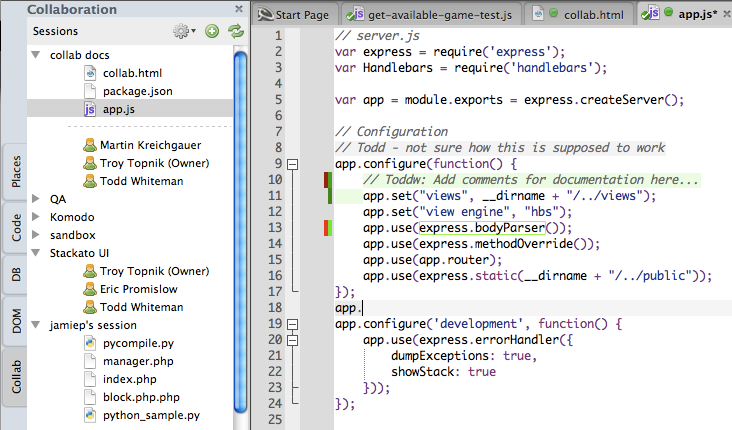 Collaboration
Sessions
collab docs
collab.html
package.json
app.js
Martin Kreichgauer
Troy Topnik (Owner)
Todd Whiteman
QA
Komodo
sandbox
Stackato UI
Troy Topnik (Owner)
Eric Promislow
Todd Whiteman
jamiep's session
pycompile.py
manager.php
index.php
block.php.php
python_sample.py
Places
Code
DB
DOM
Collab
Start Page
get-available-game-test.js
collab.html
app.js*
1 // server.js
2 var express = require('express');
3 var Handlebars = require('handlebars');
4
5 var app = module.exports = express.createServer();
6
7 // Configuration
8 // Todd - not sure how this is supposed to work
9 app.configure(function() {
10 // Toddw: Add comments for documentation here...
11 app.set("views", __dirname + "/../views");
12 app.set("view engine", "hbs");
13 app.use(express.bodyParser());
14 app.use(express.methodOverride());
15 app.use(app.router);
16 app.use(express.static(__dirname + "/../public"));
17 });
18 app.
19 app.configure('development', function() {
20 app.use(express.errorHandler({
21 dumpExceptions: true,
22 showStack: true
23 }));
24 });
25